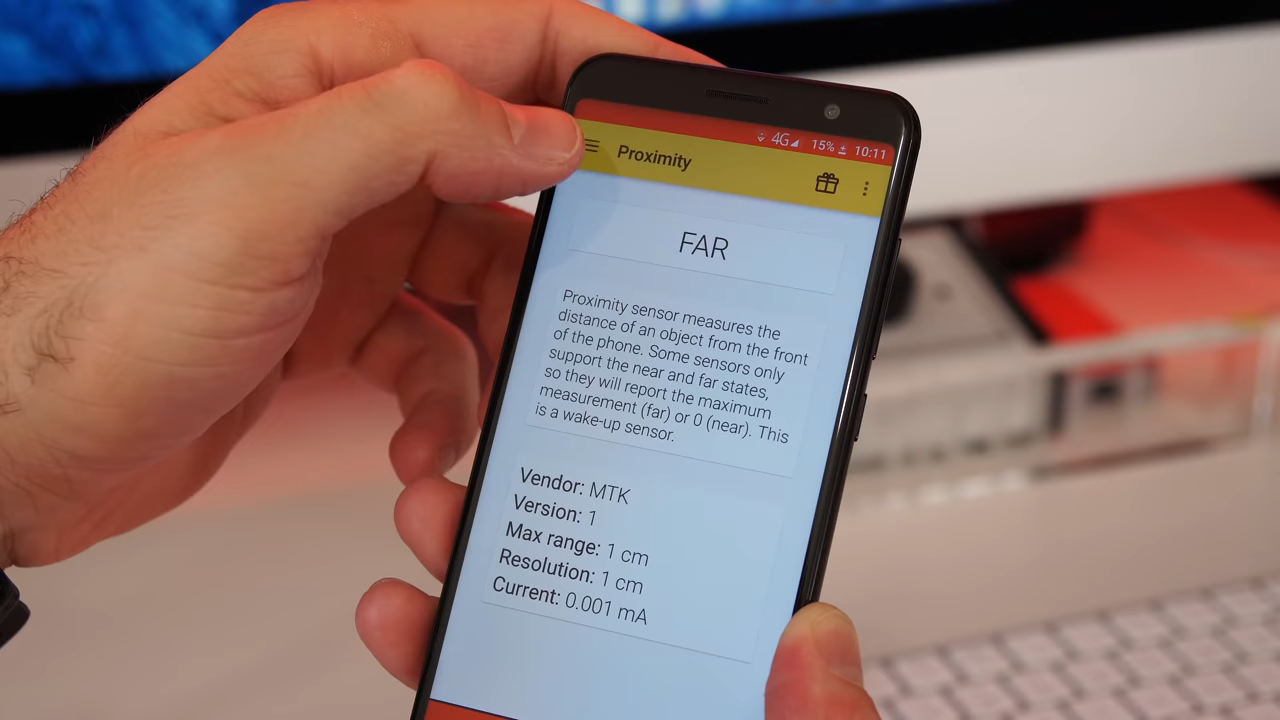 4G 15% 10:11
Proximity
FAR
Proximity sensor measures the
distance of an object from the front
of the phone. Some sensors only
support the near and far states,
so they will report the maximum
measurement (far) or 0 (near). This
is a wake-up sensor.
Vendor: MTK
Version: 1
Max range: 1 cm
Resolution: 1 cm
Current: 0.001 mA